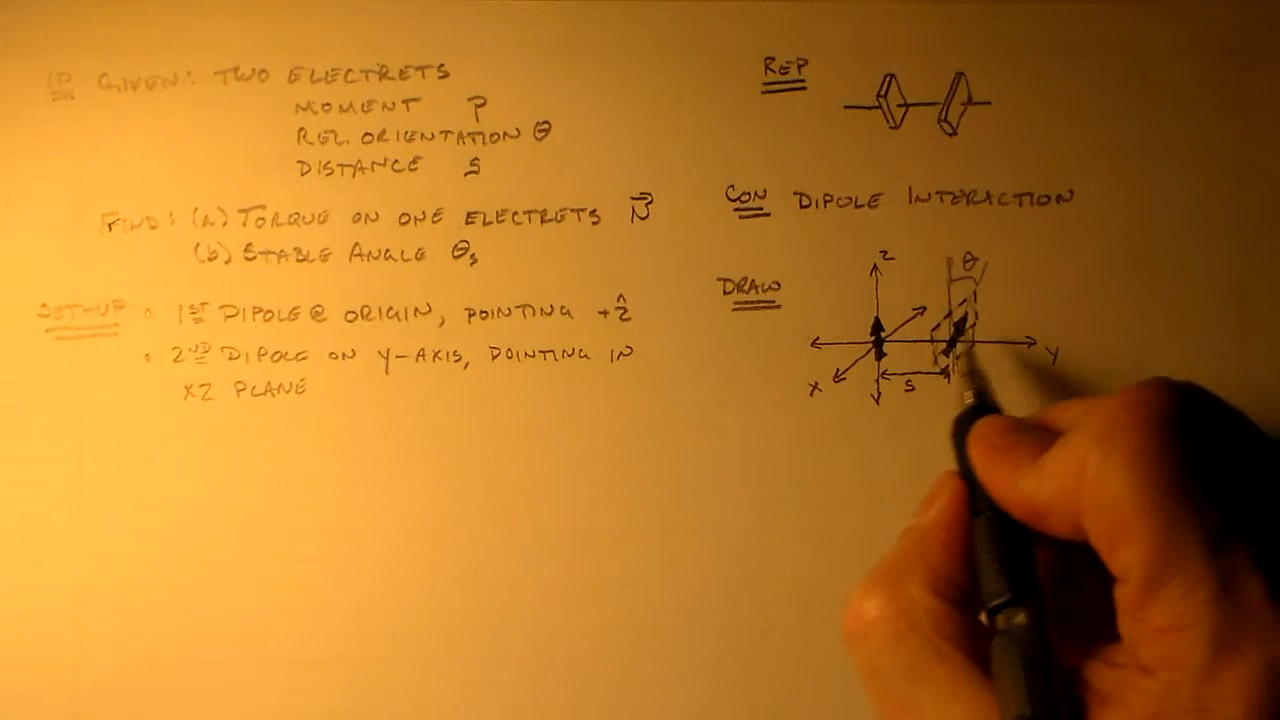 ID GIVEN: TWO ELECTRETS
MOMENT P
REL. ORIENTATION θ
DISTANCE S
FIND: (a) TORQUE ON ONE ELECTRETS N⃗
(b) STABLE ANGLE θs
SET-UP • 1ST DIPOLE @ ORIGIN, POINTING +ẑ
• 2ND DIPOLE ON Y-AXIS, POINTING IN
XZ PLANE
REP
CON DIPOLE INTERACTION
DRAW
Z
θ
Y
X
S